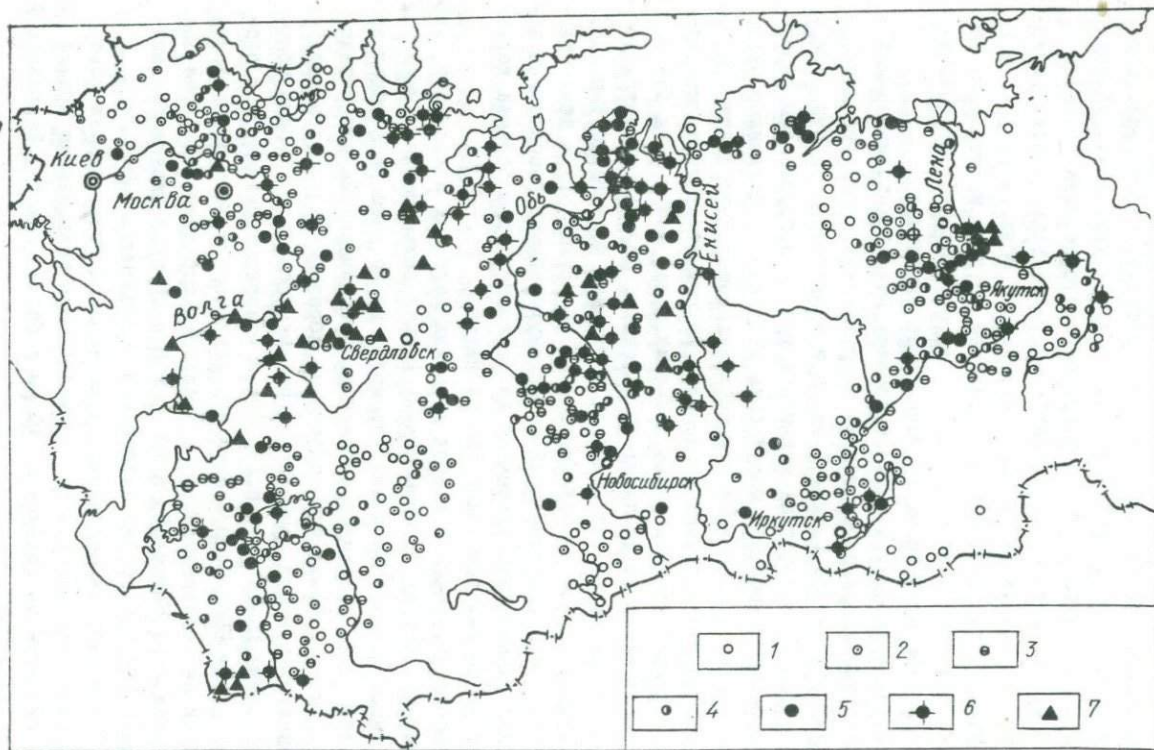 Киев
Москва
Волга
Свердловск
Обь
Енисей
Лена
Якутск
Новосибирск
Иркутск
1 2 3
4 5 6 7